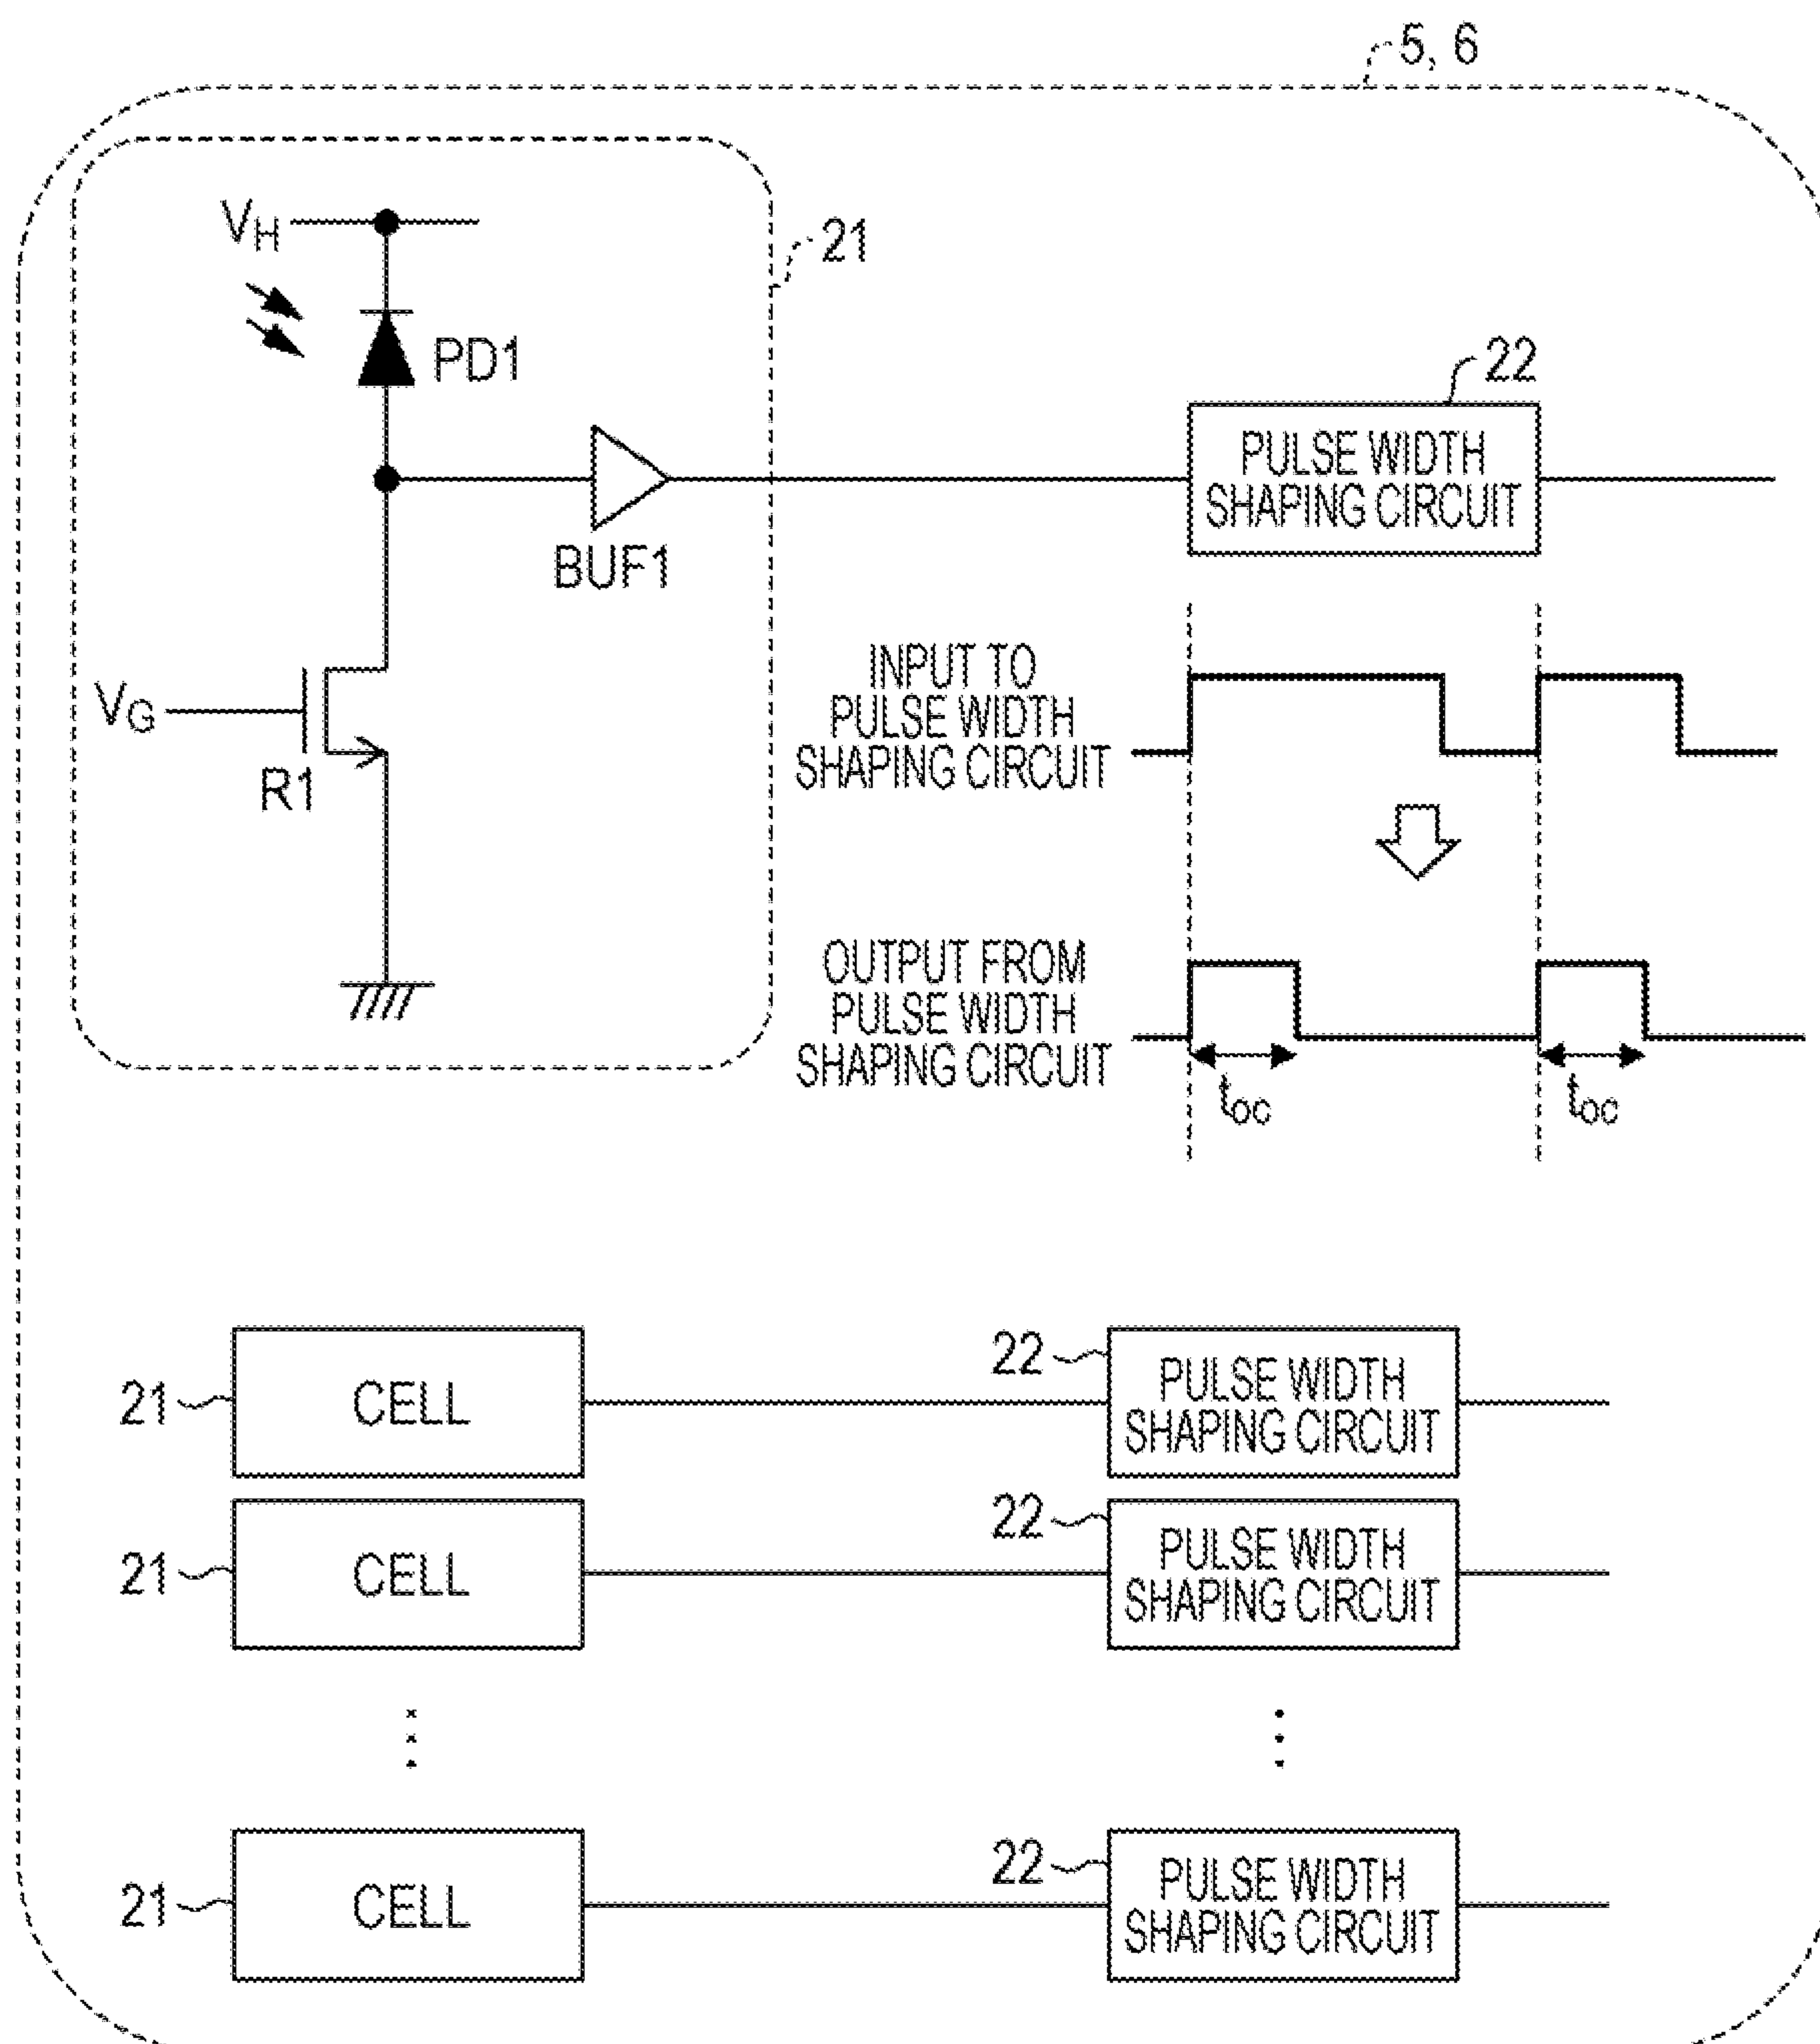 5, 6
VH
21
PD1
22
PULSE WIDTH
SHAPING CIRCUIT
BUF1
INPUT TO
PULSE WIDTH
SHAPING CIRCUIT
VG
R1
OUTPUT FROM
PULSE WIDTH
SHAPING CIRCUIT
toc
toc
21
CELL
22
PULSE WIDTH
SHAPING CIRCUIT
21
CELL
22
PULSE WIDTH
SHAPING CIRCUIT
21
CELL
22
PULSE WIDTH
SHAPING CIRCUIT